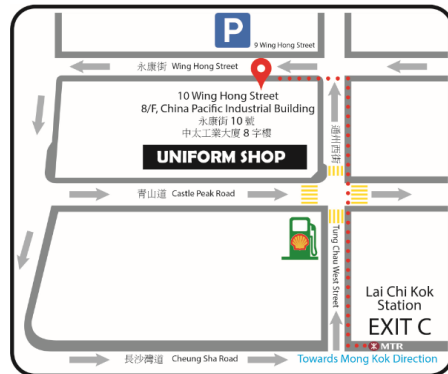 P
9 Wing Hong Street
永康街 Wing Hong Street
10 Wing Hong Street
8/F, China Pacific Industrial Building
永康街 10 號
中太工業大廈 8 字樓
UNIFORM SHOP
通州西街
青山道 Castle Peak Road
Tung Chau West Street
Lai Chi Kok
Station
EXIT C
MTR
Towards Mong Kok Direction
長沙灣道 Cheung Sha Road